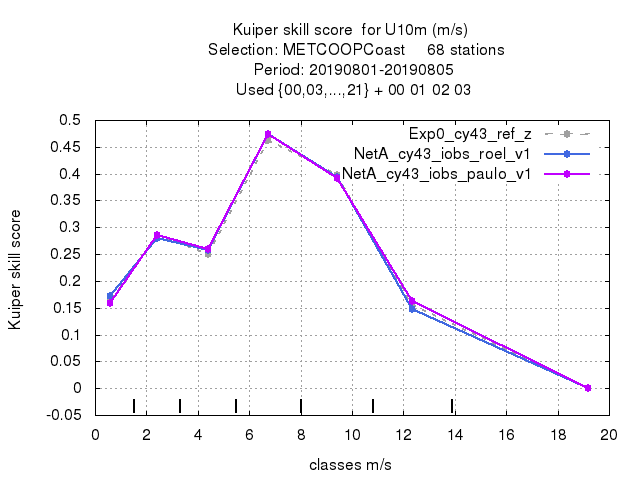 Kuiper skill score  for U10m (m/s)
Selection: METCOOPCoast     68 stations
Period: 20190801-20190805
Used {00,03,...,21} + 00 01 02 03
Exp0_cy43_ref_z
NetA_cy43_iobs_roel_v1
NetA_cy43_iobs_paulo_v1
Kuiper skill score
0.5
0.45
0.4
0.35
0.3
0.25
0.2
0.15
0.1
0.05
0
-0.05
0 2 4 6 8 10 12 14 16 18 20
classes m/s